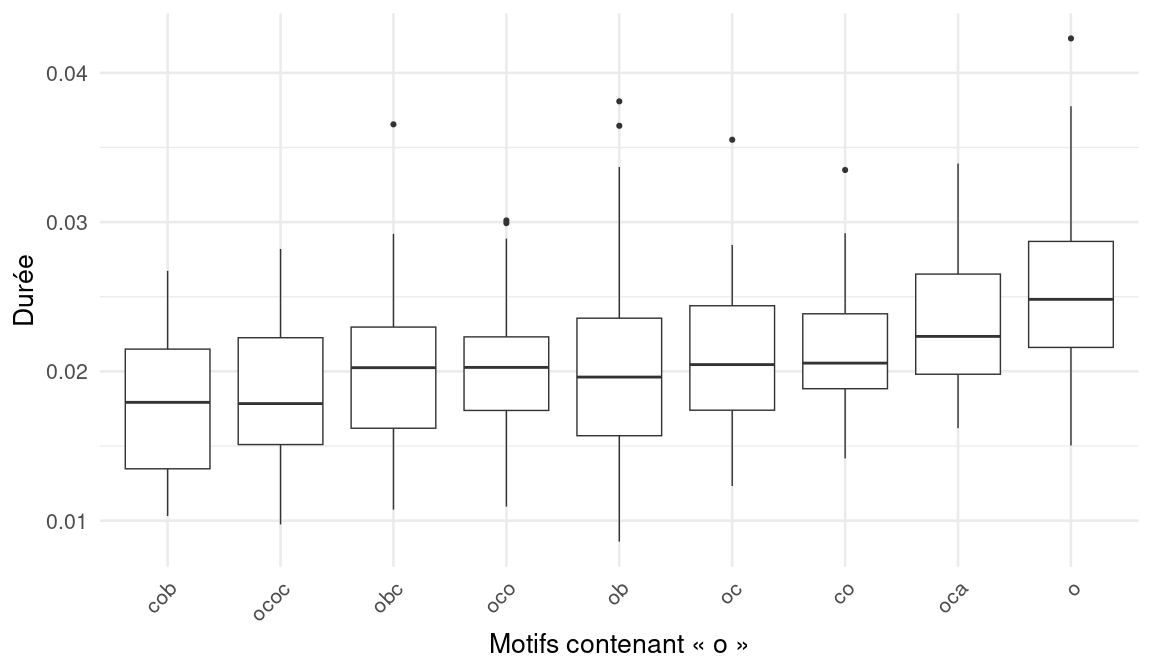 0.04
0.03
0.02
0.01
Durée
cob ococ obc oco ob oc co oca o
Motifs contenant « o »